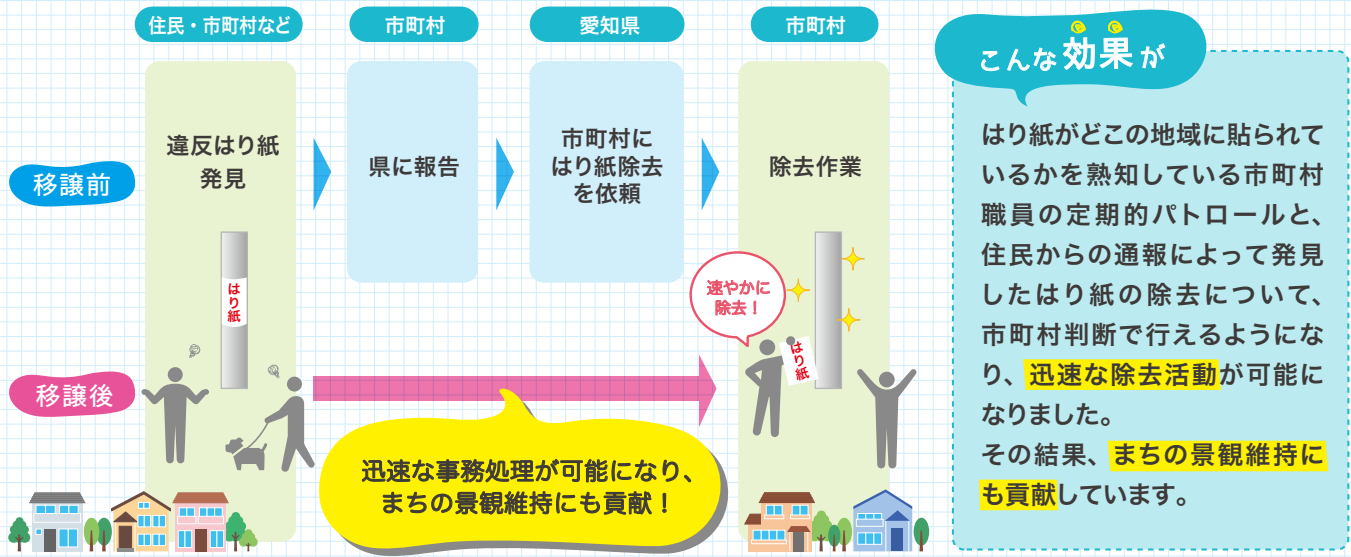 住民・市町村など
市町村
愛知県
市町村
移譲前
違反はり紙
発見
県に報告
市町村に
はり紙除去
を依頼
除去作業
はり紙
速やかに
除去！
はり紙
移譲後
迅速な事務処理が可能になり、
まちの景観維持にも貢献！
こんな効果が
はり紙がどこの地域に貼られて
いるかを熟知している市町村
職員の定期的パトロールと、
住民からの通報によって発見
したはり紙の除去について、
市町村判断で行えるようにな
り、迅速な除去活動が可能に
なりました。
その結果、まちの景観維持に
も貢献しています。